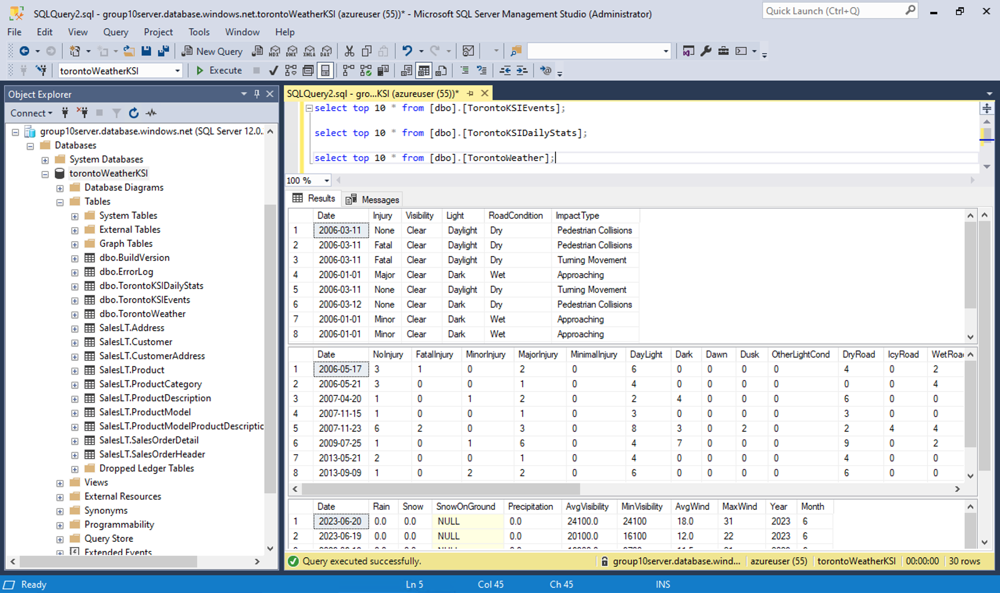 SQLQuery2.sql - group10server.database.windows.net.torontoWeatherKSI (azureuser (55))* - Microsoft SQL Server Management Studio (Administrator)
Quick Launch (Ctrl+Q)
File Edit View Query Project Tools Window Help
New Query MDX DMX XMLA DAX
torontoWeatherKSI Execute
Object Explorer
Connect
group10server.database.windows.net (SQL Server 12.0.
Databases
System Databases
torontoWeatherKSI
Database Diagrams
Tables
System Tables
External Tables
Graph Tables
dbo.BuildVersion
dbo.ErrorLog
dbo.TorontoKSIDailyStats
dbo.TorontoKSIEvents
dbo.TorontoWeather
SalesLT.Address
SalesLT.Customer
SalesLT.CustomerAddress
SalesLT.Product
SalesLT.ProductCategory
SalesLT.ProductDescription
SalesLT.ProductModel
SalesLT.ProductModelProductDescriptio
SalesLT.SalesOrderDetail
SalesLT.SalesOrderHeader
Dropped Ledger Tables
Views
External Resources
Synonyms
Programmability
Query Store
Extended Events
SQLQuery2.sql - gro...KSI (azureuser (55))*
select top 10 * from [dbo].[TorontoKSIEvents];
select top 10 * from [dbo].[TorontoKSIDailyStats];
select top 10 * from [dbo].[TorontoWeather];
100 %
Results Messages
Date Injury Visibility Light RoadCondition ImpactType
1 2006-03-11 None Clear Daylight Dry Pedestrian Collisions
2 2006-03-11 Fatal Clear Daylight Dry Pedestrian Collisions
3 2006-03-11 Fatal Clear Daylight Dry Turning Movement
4 2006-01-01 Major Clear Dark Wet Approaching
5 2006-03-11 None Clear Daylight Dry Turning Movement
6 2006-03-12 None Clear Dark Dry Pedestrian Collisions
7 2006-01-01 Minor Clear Dark Wet Approaching
8 2006-01-01 Minor Clear Dark Wet Approaching
Date NoInjury FatalInjury MinorInjury MajorInjury MinimalInjury DayLight Dark Dawn Dusk OtherLightCond DryRoad IcyRoad WetRoa
1 2006-05-17 3 1 0 2 0 6 0 0 0 0 4 0 2
2 2006-05-21 3 0 0 1 0 4 0 0 0 0 0 0 4
3 2007-04-20 1 0 1 2 0 2 4 0 0 0 6 0 0
4 2007-11-15 1 0 0 1 0 3 0 0 0 0 3 0 0
5 2007-11-23 6 2 0 3 0 8 3 0 2 0 2 4 4
6 2009-07-25 1 0 1 6 0 4 7 0 0 0 9 0 2
7 2013-05-21 2 0 0 1 0 4 0 0 0 0 4 0 0
8 2013-09-09 1 0 2 2 0 6 0 0 0 0 6 0 0
Date Rain Snow SnowOnGround Precipitation AvgVisibility MinVisibility AvgWind MaxWind Year Month
1 2023-06-20 0.0 0.0 NULL 0.0 24100.0 24100 18.0 31 2023 6
2 2023-06-19 0.0 0.0 NULL 0.0 20100.0 16100 12.0 22 2023 6
Query executed successfully. group10server.database.wind... azureuser (55) torontoWeatherKSI 00:00:00 30 rows
Ready Ln 5 Col 45 Ch 45 INS